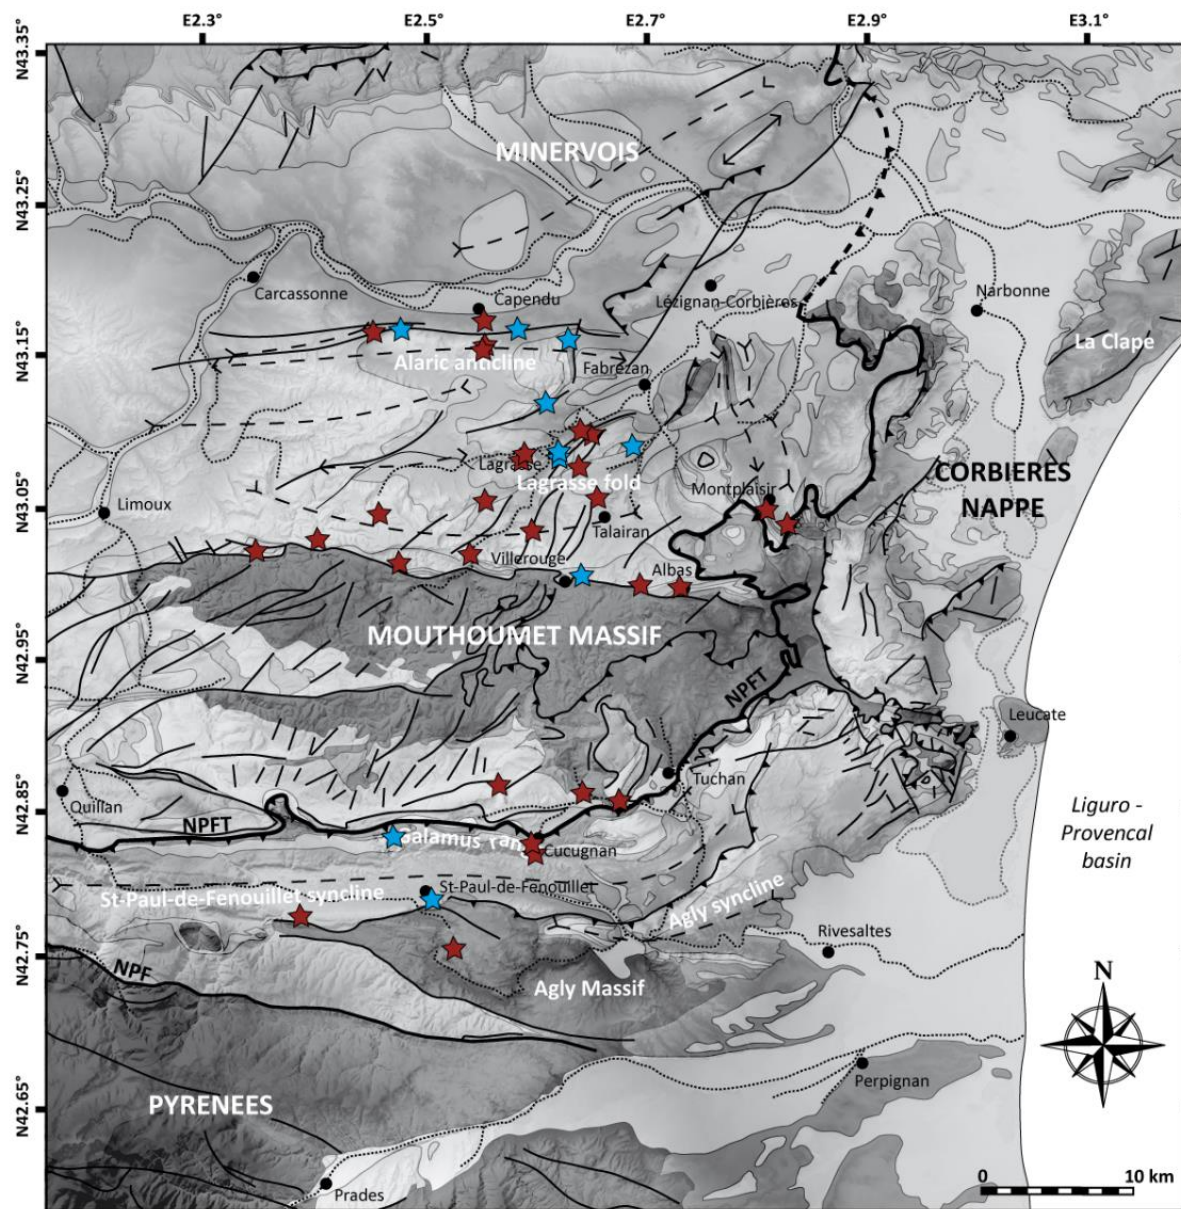 E2.3°
E2.5°
E2.7°
E2.9°
E3.1°
N43.35°
N43.25°
N43.15°
N43.05°
N42.95°
N42.85°
N42.75°
N42.65°
MINERVOIS
Carcassonne
Capendu
Lézignan-Corbières
Narbonne
La Clape
Alaric anticline
Fabrezan
Lagrasse
Lagrasse fold
Montplaisir
CORBIERES
NAPPE
Limoux
Talairan
Villerouge
Albas
MOUTHOUMET MASSIF
NPFT
Leucate
Tuchan
Quillan
NPFT
Galamus rang
Cucugnan
Liguro -
Provencal
basin
St-Paul-de-Fenouillet
St-Paul-de-Fenouillet syncline
Agly syncline
Rivesaltes
NPF
Agly Massif
N
Perpignan
PYRENEES
Prades
0
10 km